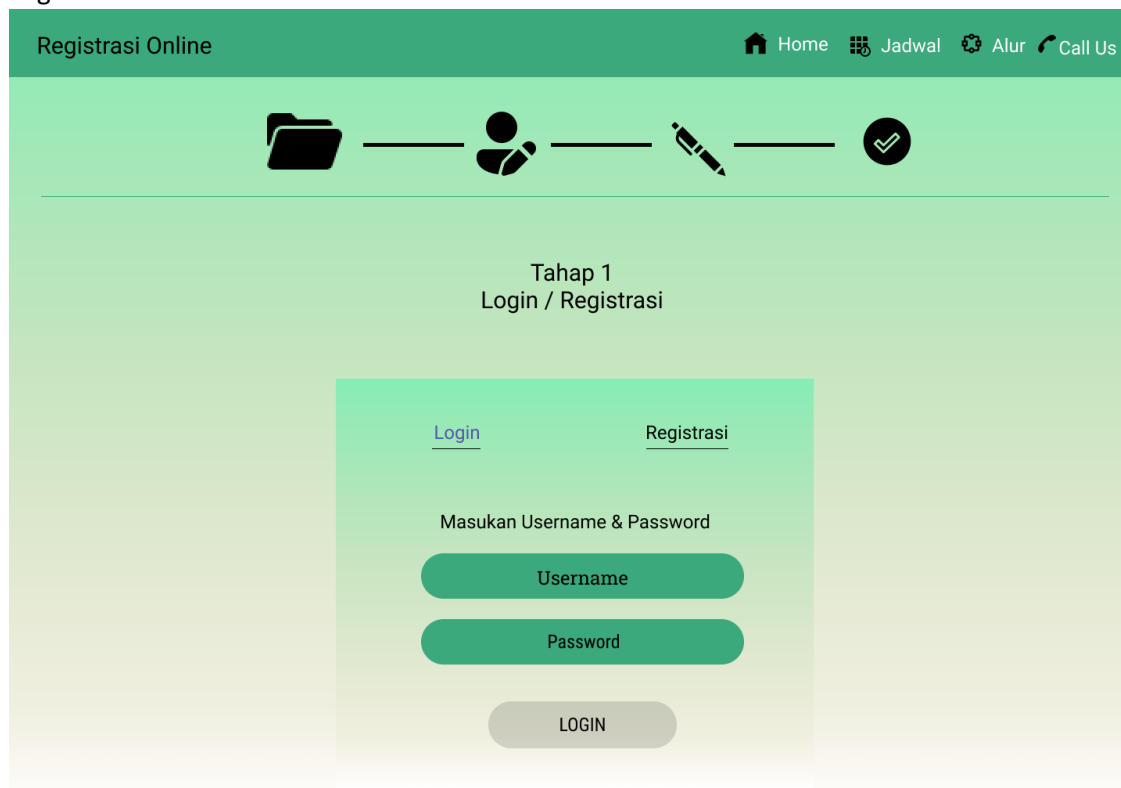 Registrasi Online
Home Jadwal Alur Call Us
Tahap 1
Login / Registrasi
Login Registrasi
Masukan Username & Password
Username
Password
LOGIN